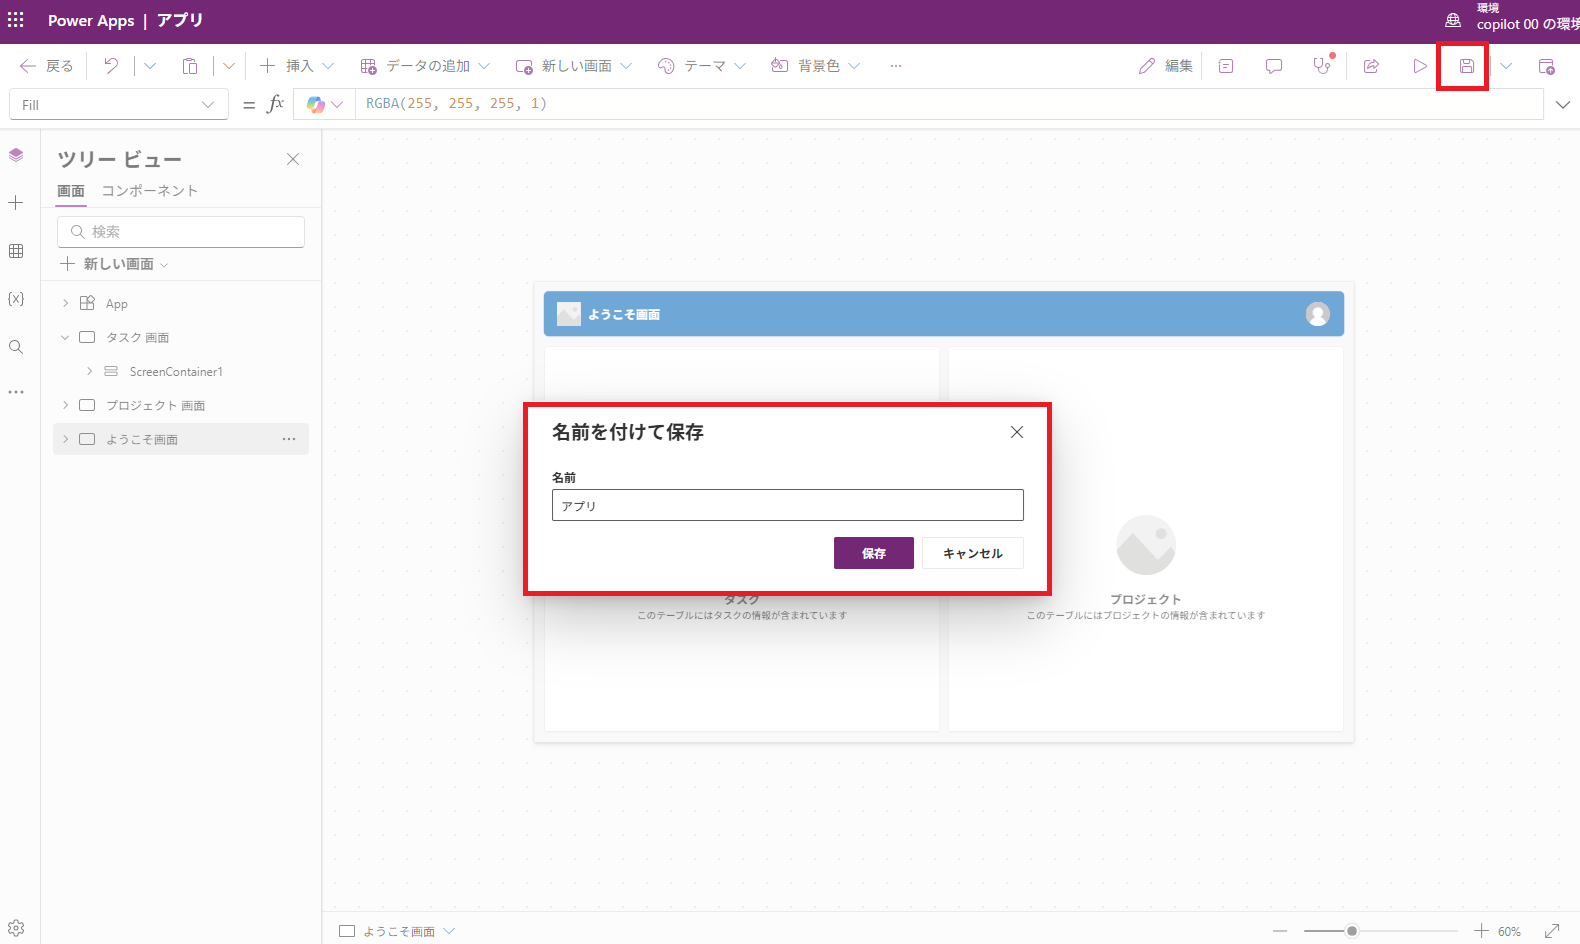 Power Apps | アプリ
環境
copilot 00 の環境
戻る
挿入
データの追加
新しい画面
テーマ
背景色
...
編集
Fill
= fx
RGBA(255, 255, 255, 1)
ツリー ビュー
画面 コンポーネント
検索
新しい画面
App
タスク 画面
ScreenContainer1
プロジェクト 画面
ようこそ画面
...
ようこそ画面
名前を付けて保存
名前
アプリ
保存
キャンセル
タスク
このテーブルにはタスクの情報が含まれています
プロジェクト
このテーブルにはプロジェクトの情報が含まれています
ようこそ画面
60%